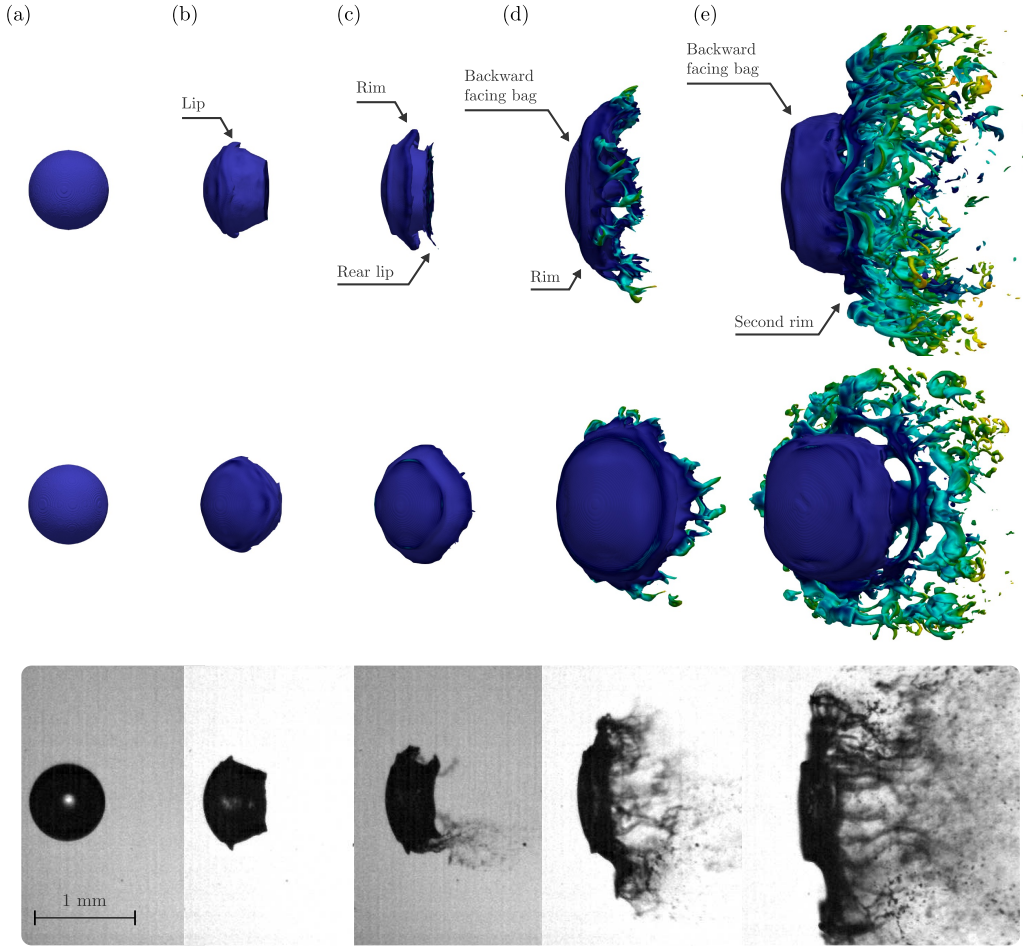 (a)
(b)
(c)
(d)
(e)
Lip
Rim
Rear lip
Backward
facing bag
Rim
Backward
facing bag
Second rim
1 mm